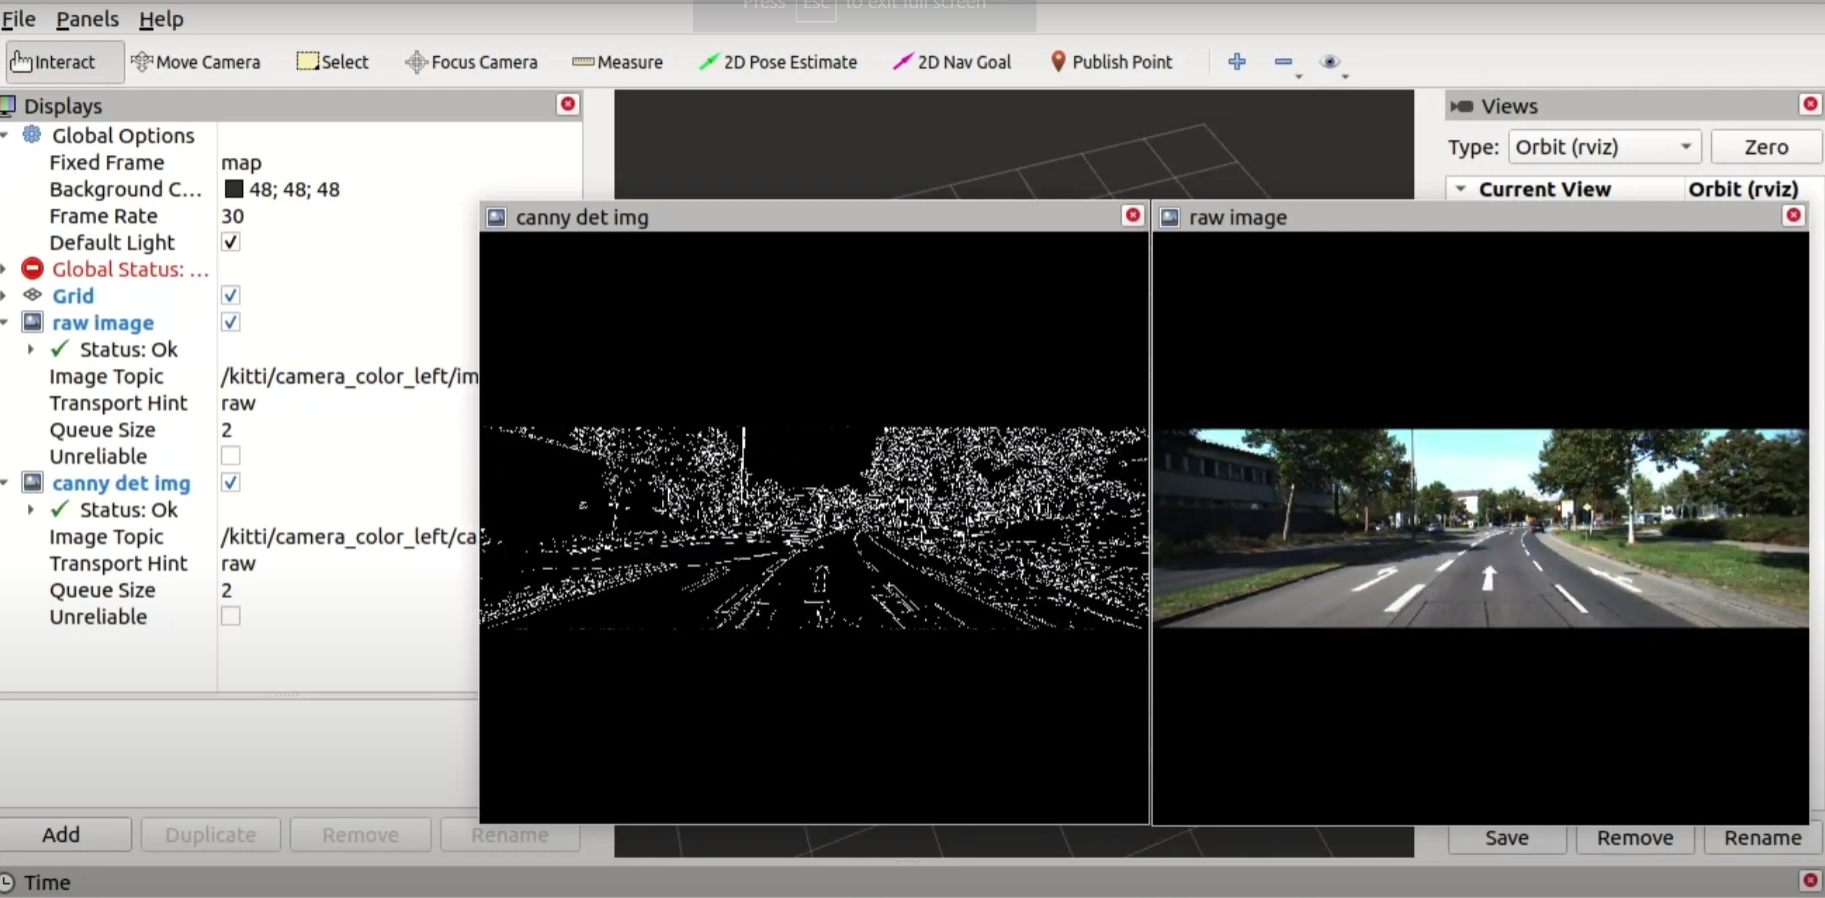 Press Esc to exit full screen
File Panels Help
Interact Move Camera Select Focus Camera Measure 2D Pose Estimate 2D Nav Goal Publish Point
Displays
Global Options
Fixed Frame map
Background C... 48; 48; 48
Frame Rate 30
Default Light
Global Status: ...
Grid
raw image
Status: Ok
Image Topic /kitti/camera_color_left/im
Transport Hint raw
Queue Size 2
Unreliable
canny det img
Status: Ok
Image Topic /kitti/camera_color_left/ca
Transport Hint raw
Queue Size 2
Unreliable
Add Duplicate Remove Rename
canny det img
raw image
Views
Type: Orbit (rviz) Zero
Current View Orbit (rviz)
Save Remove Rename
Time